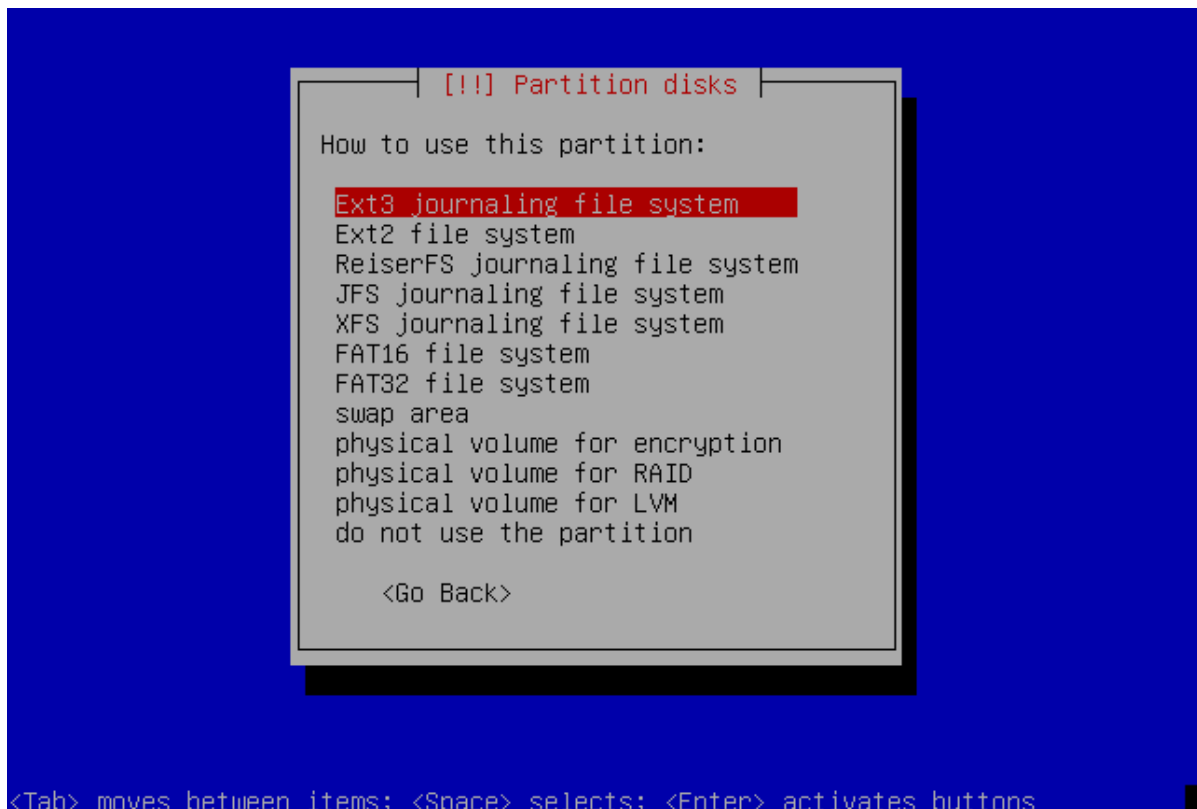 [!!] Partition disks
How to use this partition:
Ext3 journaling file system
Ext2 file system
ReiserFS journaling file system
JFS journaling file system
XFS journaling file system
FAT16 file system
FAT32 file system
swap area
physical volume for encryption
physical volume for RAID
physical volume for LVM
do not use the partition
<Go Back>
<Tab> moves between items; <Space> selects; <Enter> activates buttons